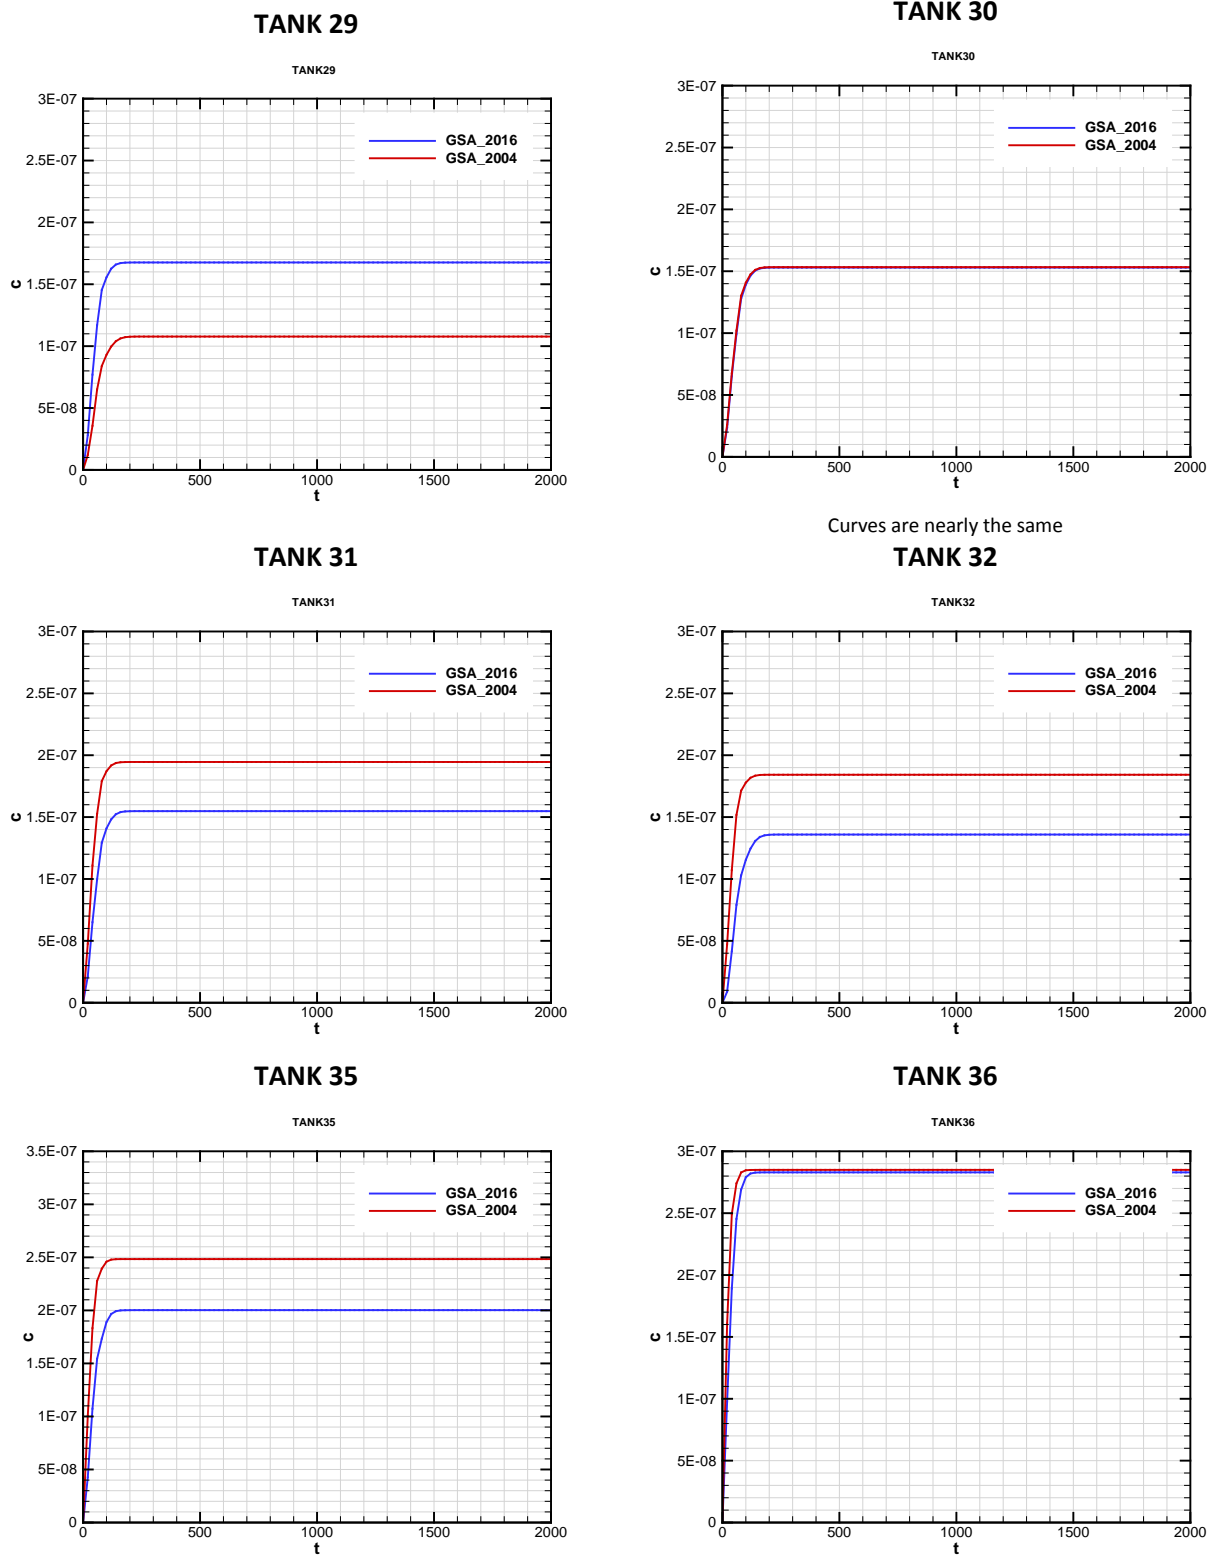 TANK 29
TANK29
3E-07
2.5E-07
2E-07
1.5E-07
1E-07
5E-08
0
c
GSA_2016
GSA_2004
0 500 1000 1500 2000
t
TANK 30
TANK30
3E-07
2.5E-07
2E-07
1.5E-07
1E-07
5E-08
0
c
GSA_2016
GSA_2004
0 500 1000 1500 2000
t
Curves are nearly the same
TANK 31
TANK31
3E-07
2.5E-07
2E-07
1.5E-07
1E-07
5E-08
0
c
GSA_2016
GSA_2004
0 500 1000 1500 2000
t
TANK 32
TANK32
3E-07
2.5E-07
2E-07
1.5E-07
1E-07
5E-08
0
c
GSA_2016
GSA_2004
0 500 1000 1500 2000
t
TANK 35
TANK35
3.5E-07
3E-07
2.5E-07
2E-07
1.5E-07
1E-07
5E-08
0
c
GSA_2016
GSA_2004
0 500 1000 1500 2000
t
TANK 36
TANK36
3E-07
2.5E-07
2E-07
1.5E-07
1E-07
5E-08
0
c
GSA_2016
GSA_2004
0 500 1000 1500 2000
t